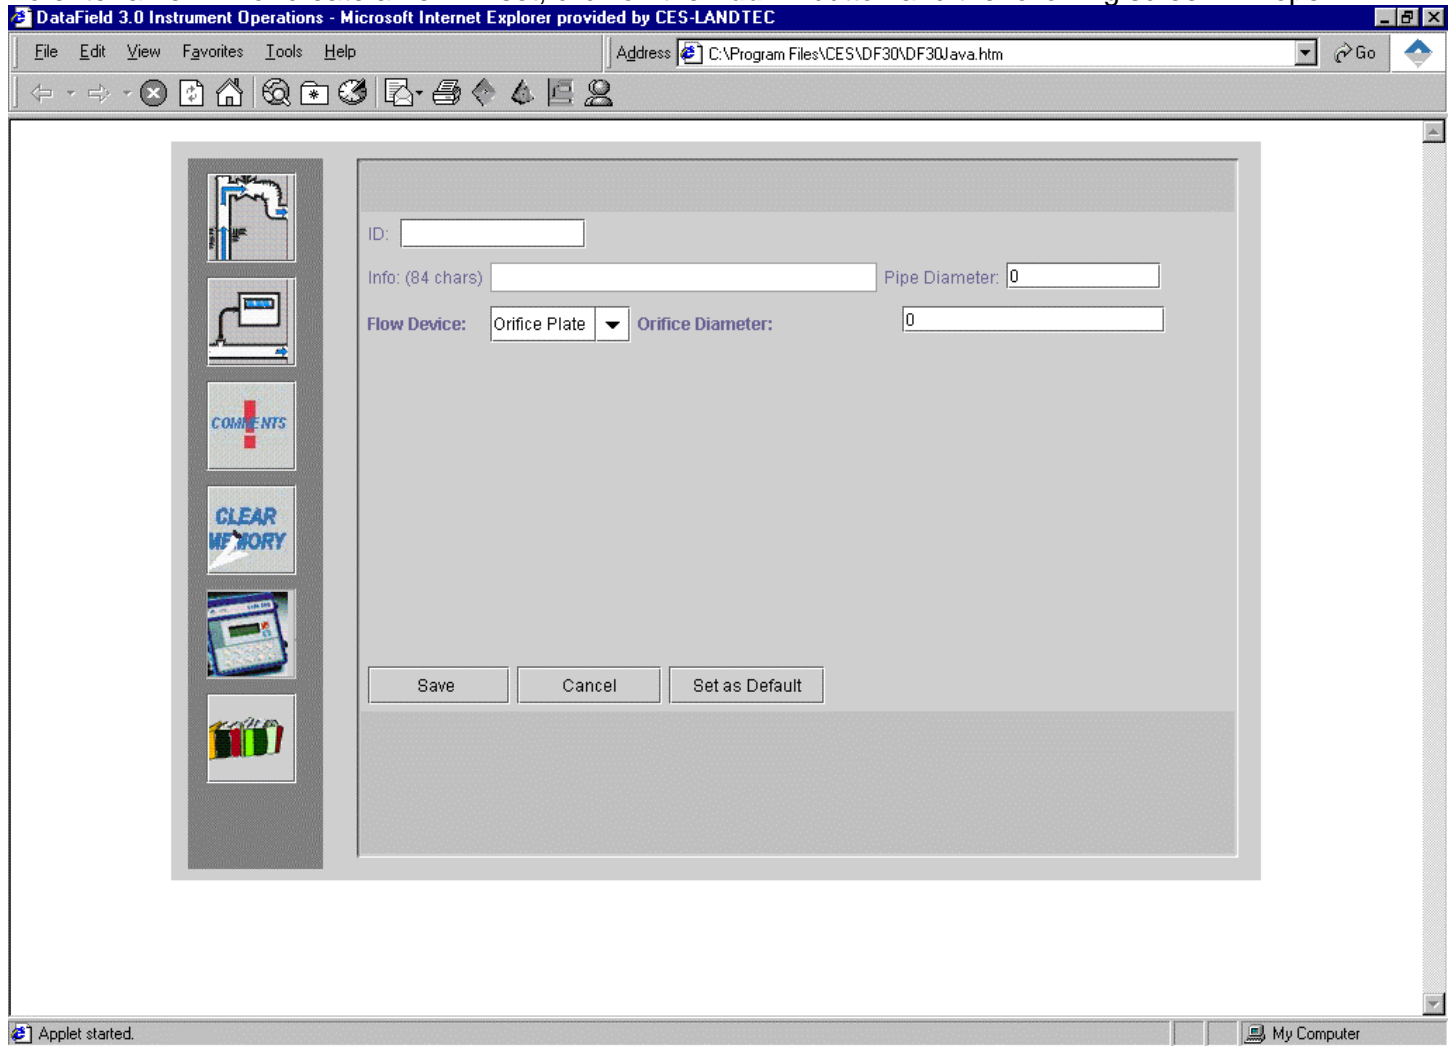 DataField 3.0 Instrument Operations - Microsoft Internet Explorer provided by CES-LANDTEC
File Edit View Favorites Tools Help Address C:\Program Files\CES\DF30\DF30Java.htm Go
ID:
Info: (84 chars) Pipe Diameter: 0
Flow Device: Orifice Plate Orifice Diameter: 0
COMMENTS
CLEAR
MEMORY
Save Cancel Set as Default
Applet started. My Computer